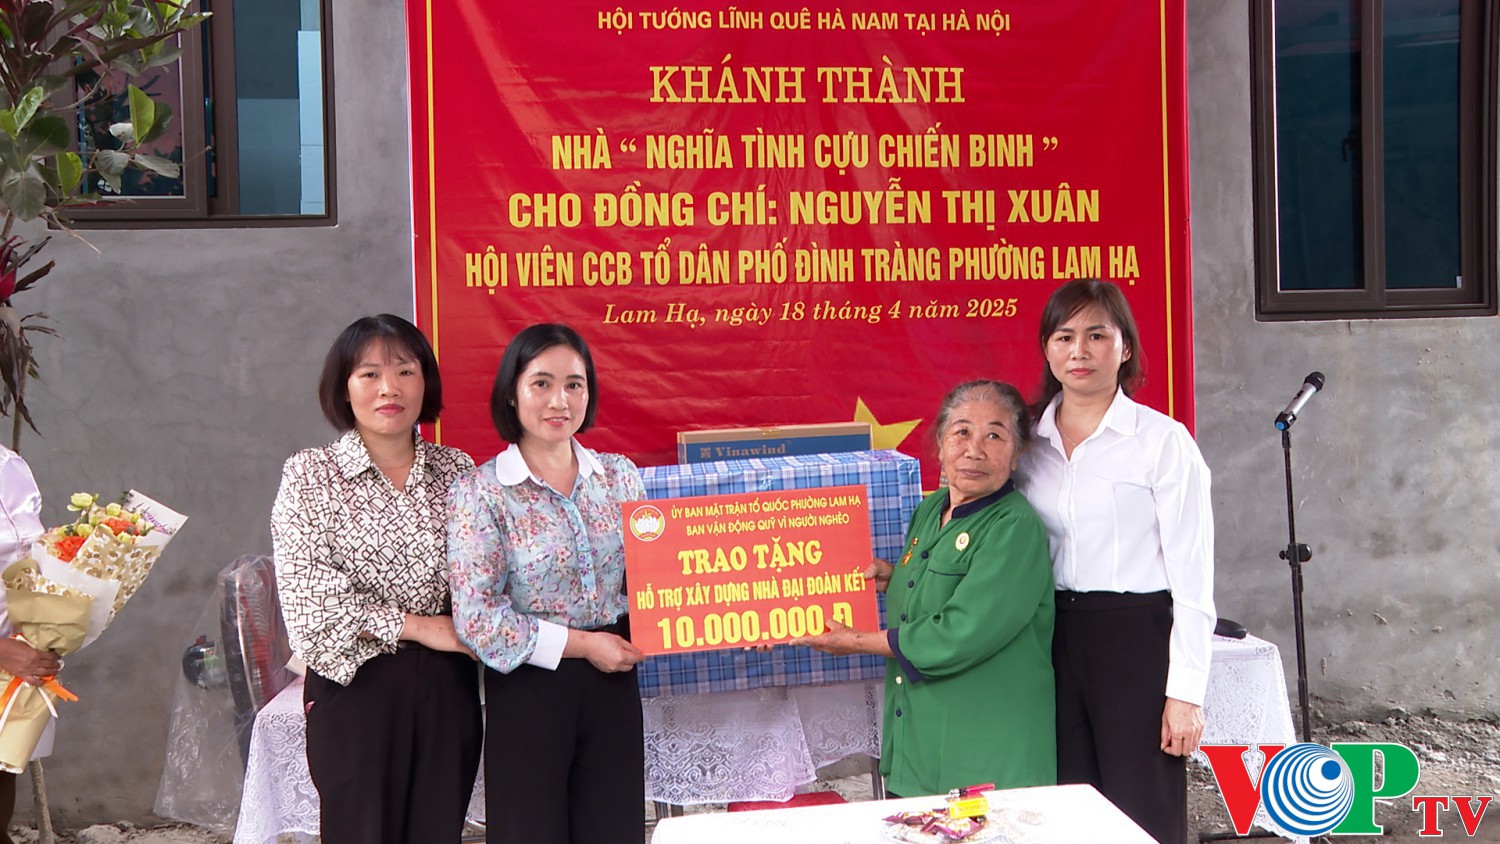 HỘI TƯỚNG LĨNH QUÊ HÀ NAM TẠI HÀ NỘI
KHÁNH THÀNH
NHÀ “ NGHĨA TÌNH CỰU CHIẾN BINH ”
CHO ĐỒNG CHÍ: NGUYỄN THỊ XUÂN
HỘI VIÊN CCB TỔ DÂN PHỐ ĐÌNH TRÀNG PHƯỜNG LAM HẠ
Lam Hạ, ngày 18 tháng 4 năm 2025
Vinawind
ỦY BAN MẶT TRẬN TỔ QUỐC PHƯỜNG LAM HẠ
BAN VẬN ĐỘNG QUỸ VÌ NGƯỜI NGHÈO
TRAO TẶNG
HỖ TRỢ XÂY DỰNG NHÀ ĐẠI ĐOÀN KẾT
10.000.000 Đ
VOPTV